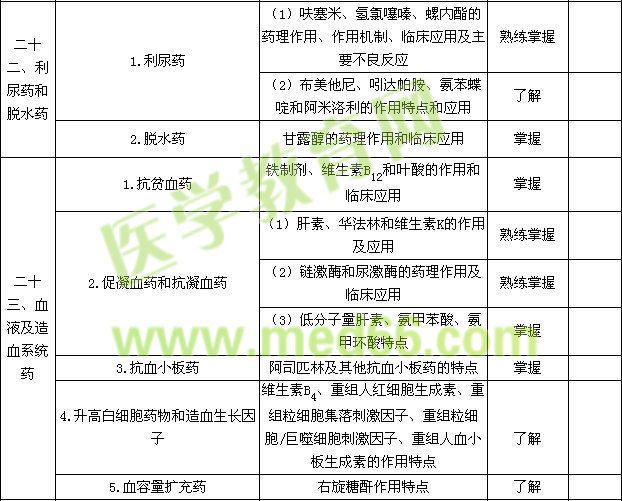 二十
二、利
尿药和
脱水药
1.利尿药
（1）呋塞米、氢氯噻嗪、螺内酯的
药理作用、作用机制、临床应用及主
要不良反应
熟练掌握
（2）布美他尼、吲达帕胺、氨苯蝶
啶和阿米洛利的作用特点和应用
了解
2.脱水药
甘露醇的药理作用和临床应用
掌握
二十
三、血
液及造
血系统
药
1.抗贫血药
铁制剂、维生素B12和叶酸的作用和
临床应用
掌握
2.促凝血药和抗凝血药
（1）肝素、华法林和维生素K的作用
及应用
熟练掌握
（2）链激酶和尿激酶的药理作用及
临床应用
熟练掌握
（3）低分子量肝素、氨甲苯酸、氨
甲环酸特点
掌握
3.抗血小板药
阿司匹林及其他抗血小板药的特点
掌握
4.升高白细胞药物和造血生长因
子
维生素B4、重组人红细胞生成素、重
组粒细胞集落刺激因子、重组粒细
胞/巨噬细胞刺激因子、重组人血小
板生成素的作用特点
了解
5.血容量扩充药
右旋糖酐作用特点
了解
医学教育网
www.med66.com